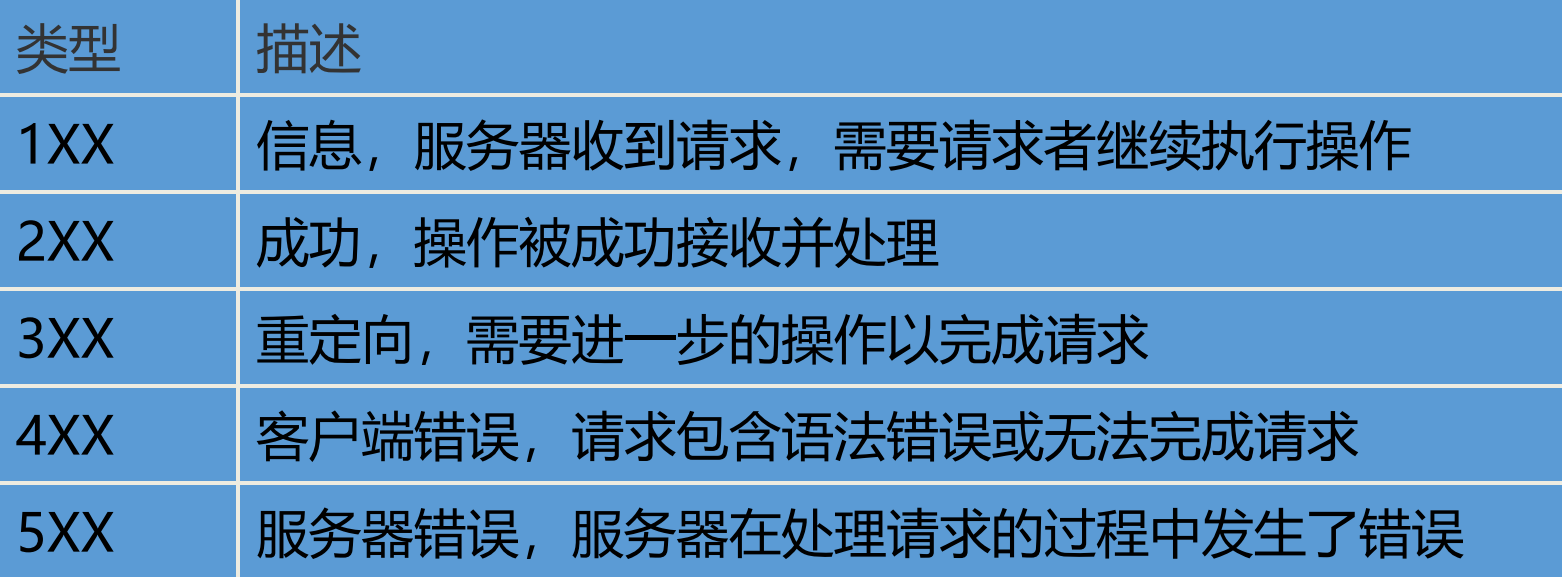 类型 描述
1XX 信息，服务器收到请求，需要请求者继续执行操作
2XX 成功，操作被成功接收并处理
3XX 重定向，需要进一步的操作以完成请求
4XX 客户端错误，请求包含语法错误或无法完成请求
5XX 服务器错误，服务器在处理请求的过程中发生了错误